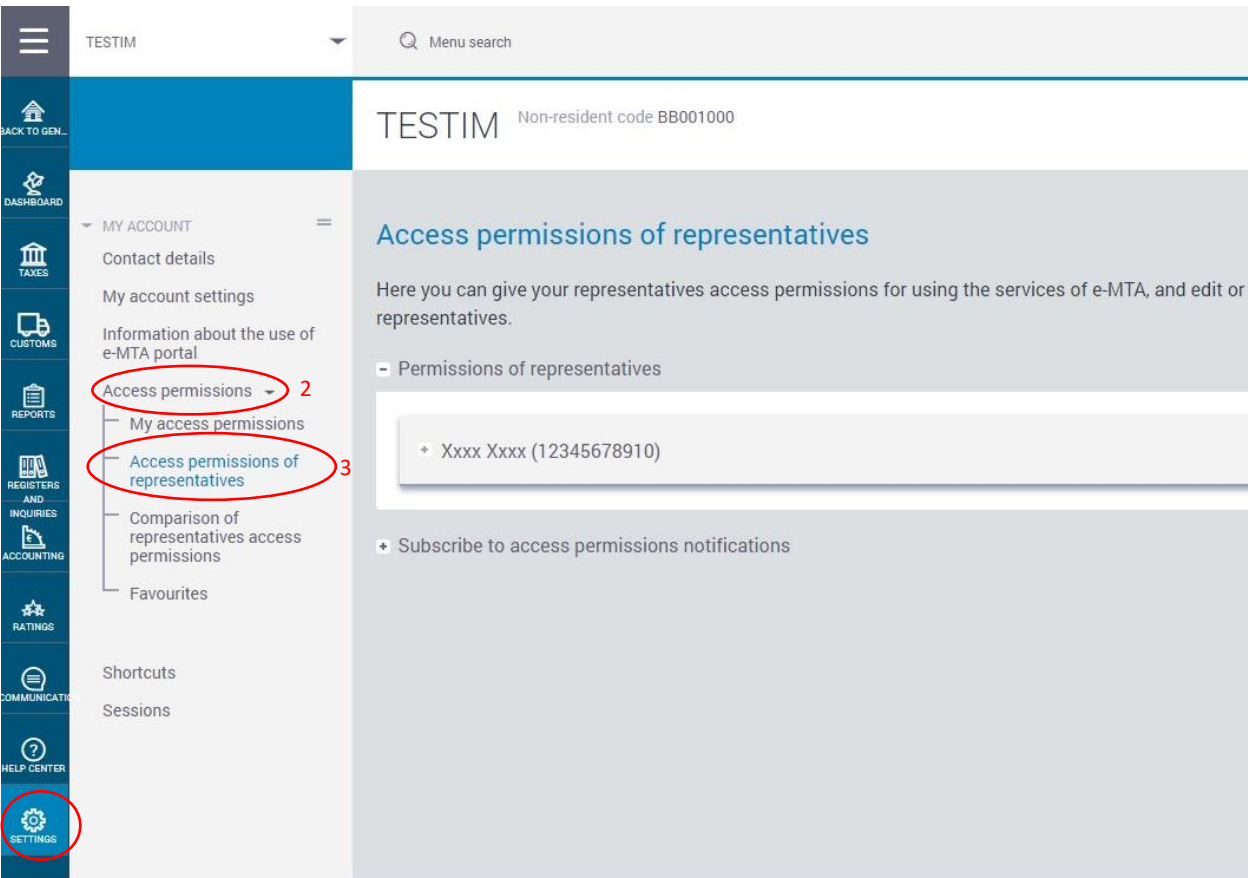 TESTIM
Menu search
BACK TO GEN...
DASHBOARD
TAXES
CUSTOMS
REPORTS
REGISTERS
AND
INQUIRIES
ACCOUNTING
RATINGS
COMMUNICATIO
HELP CENTER
SETTINGS
MY ACCOUNT
Contact details
My account settings
Information about the use of
e-MTA portal
Access permissions 2
My access permissions
Access permissions of
representatives 3
Comparison of
representatives access
permissions
Favourites
Shortcuts
Sessions
TESTIM Non-resident code BB001000
Access permissions of representatives
Here you can give your representatives access permissions for using the services of e-MTA, and edit or
representatives.
Permissions of representatives
Xxxx Xxxx (12345678910)
Subscribe to access permissions notifications